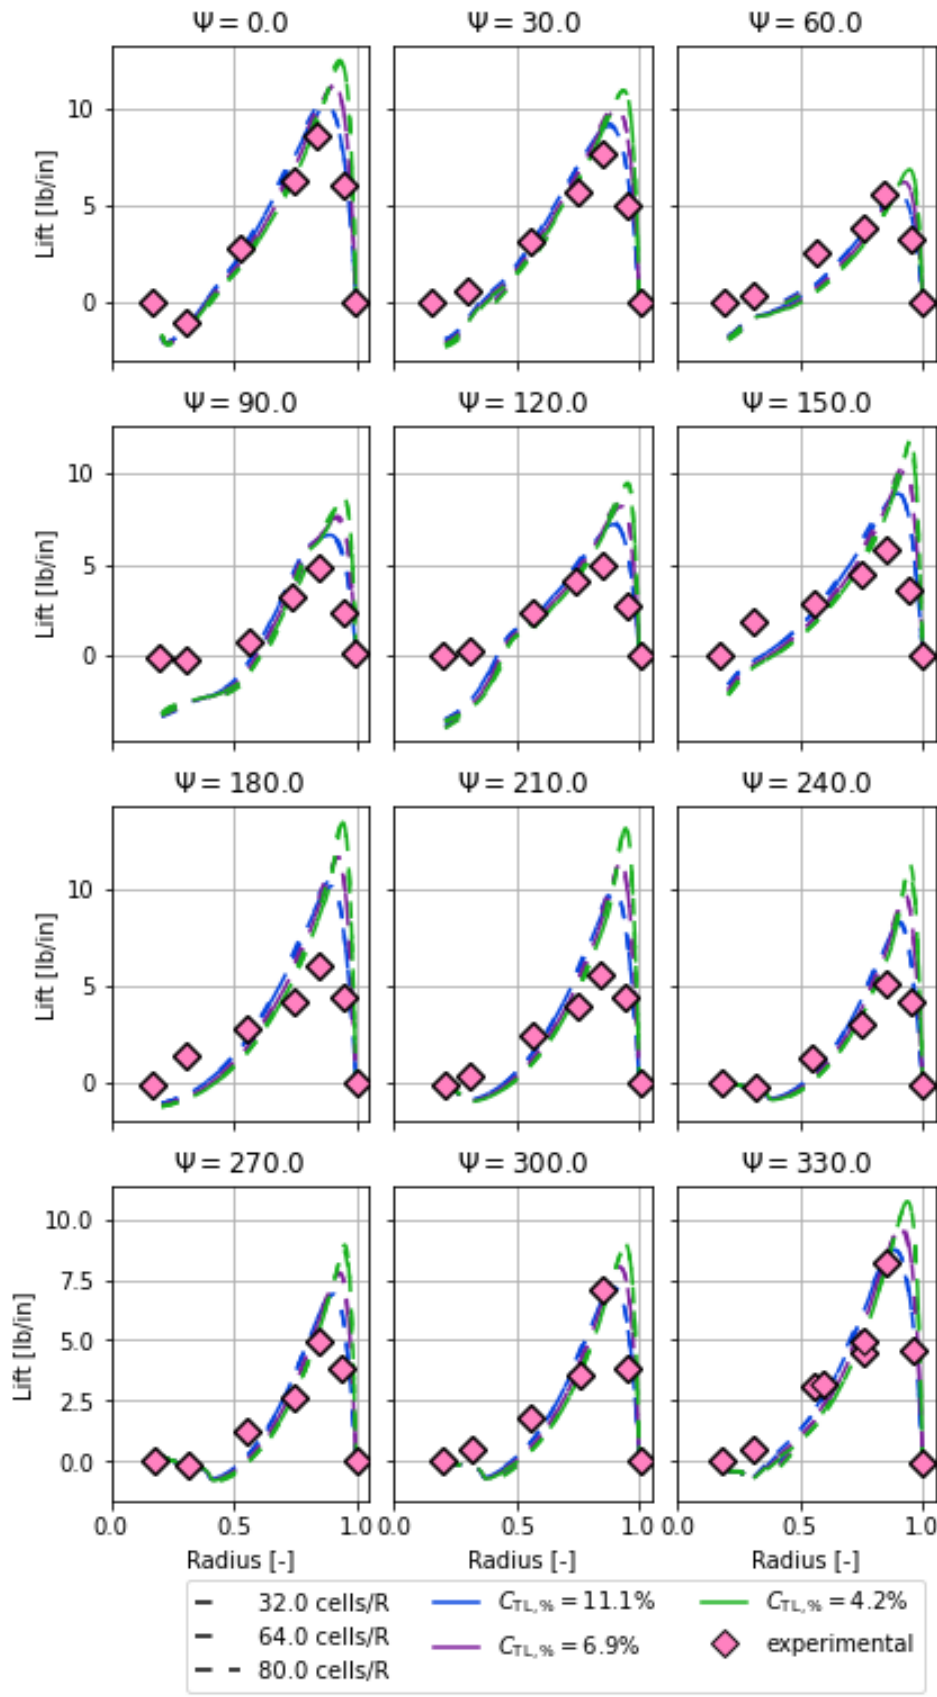 Ψ = 0.0 Ψ = 30.0 Ψ = 60.0
10
5
0
Lift [lb/in]
Ψ = 90.0 Ψ = 120.0 Ψ = 150.0
10
5
0
Lift [lb/in]
Ψ = 180.0 Ψ = 210.0 Ψ = 240.0
10
5
0
Lift [lb/in]
Ψ = 270.0 Ψ = 300.0 Ψ = 330.0
10.0
7.5
5.0
2.5
0.0
Lift [lb/in]
0.0 0.5 1.0 0.0 0.5 1.0 0.0 0.5 1.0
Radius [-] Radius [-] Radius [-]
32.0 cells/R
64.0 cells/R
80.0 cells/R
C_TL,% = 11.1%
C_TL,% = 6.9%
C_TL,% = 4.2%
experimental